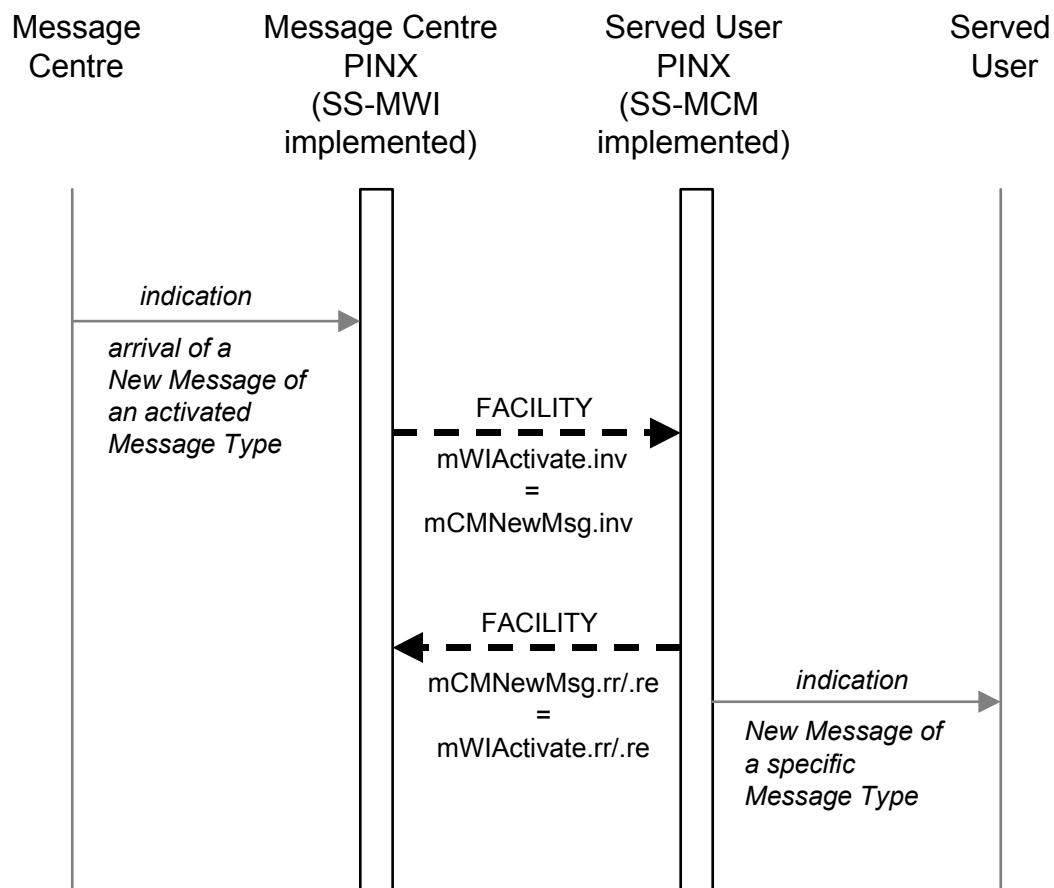 Message
Centre
Message Centre
PINX
(SS-MWI
implemented)
Served User
PINX
(SS-MCM
implemented)
Served
User
indication
arrival of a
New Message of
an activated
Message Type
FACILITY
mWIActivate.inv
=
mCMNewMsg.inv
FACILITY
mCMNewMsg.rr/.re
=
mWIActivate.rr/.re
indication
New Message of
a specific
Message Type